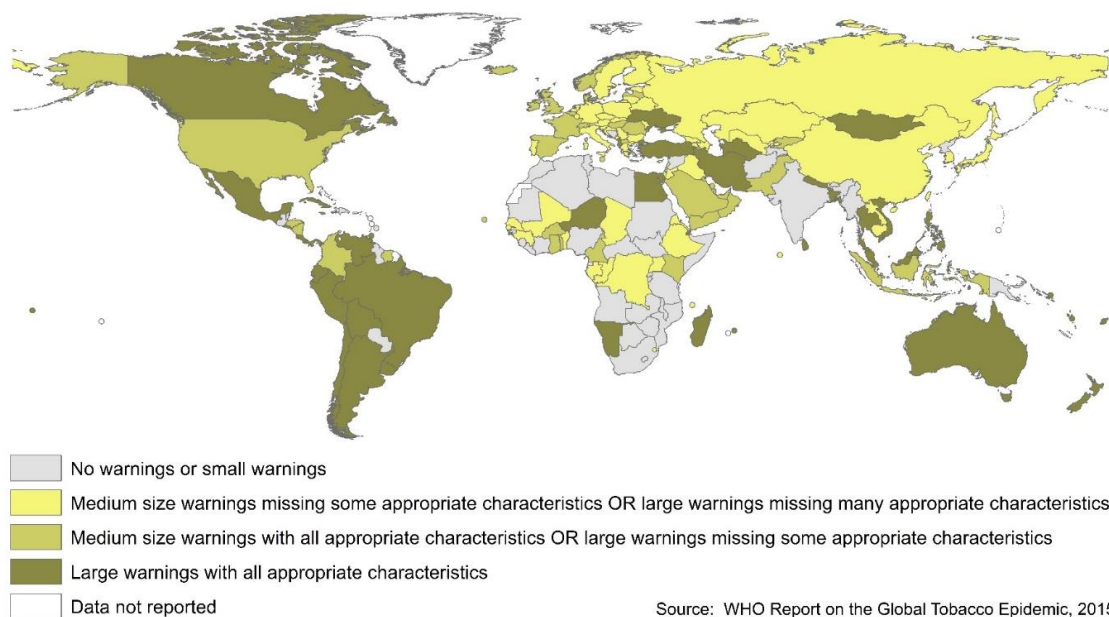 No warnings or small warnings
Medium size warnings missing some appropriate characteristics OR large warnings missing many appropriate characteristics
Medium size warnings with all appropriate characteristics OR large warnings missing some appropriate characteristics
Large warnings with all appropriate characteristics
Data not reported
Source: WHO Report on the Global Tobacco Epidemic, 2015